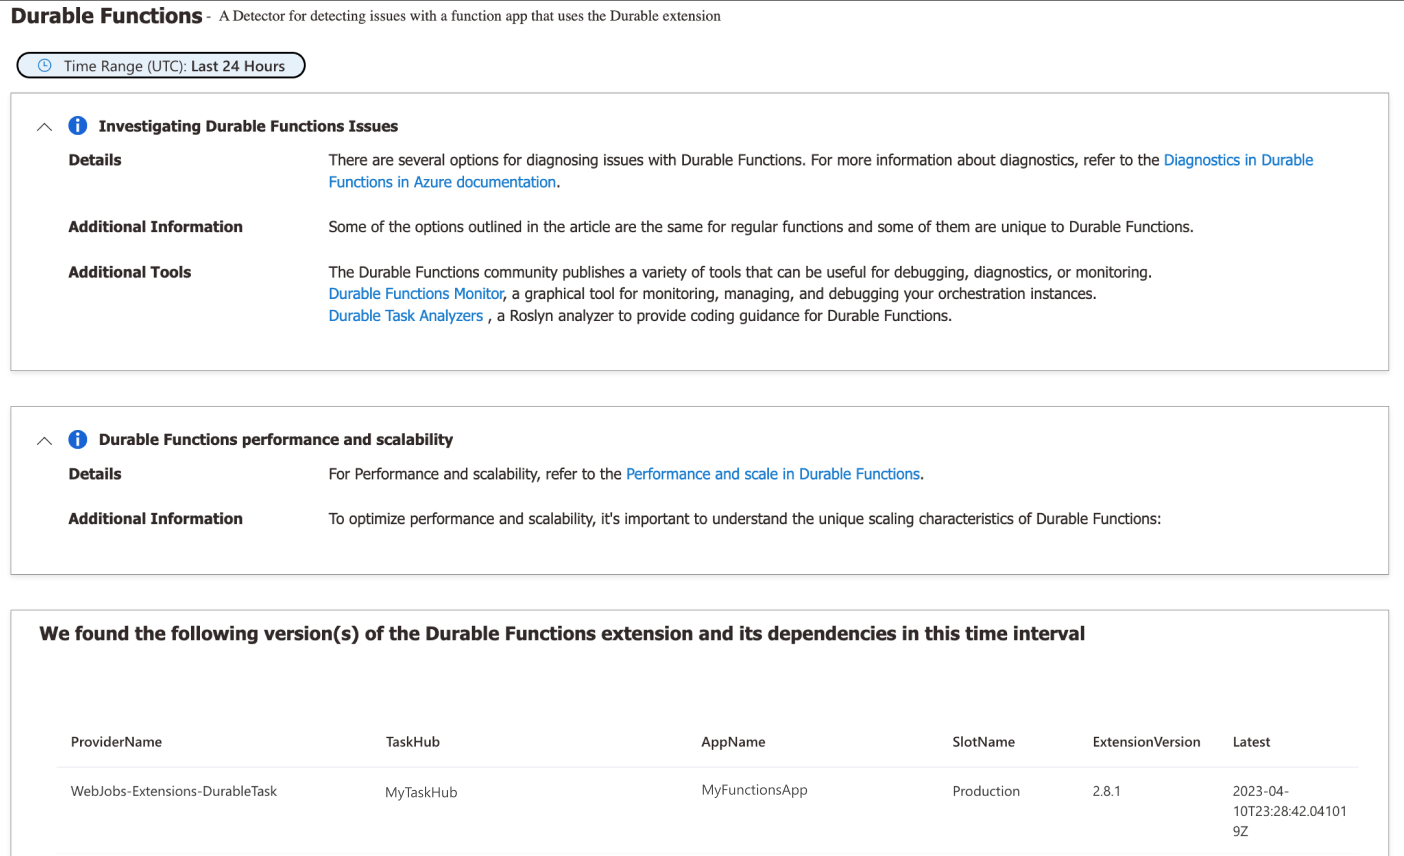 Durable Functions - A Detector for detecting issues with a function app that uses the Durable extension
Time Range (UTC): Last 24 Hours
Investigating Durable Functions Issues
Details
There are several options for diagnosing issues with Durable Functions. For more information about diagnostics, refer to the Diagnostics in Durable
Functions in Azure documentation.
Additional Information
Some of the options outlined in the article are the same for regular functions and some of them are unique to Durable Functions.
Additional Tools
The Durable Functions community publishes a variety of tools that can be useful for debugging, diagnostics, or monitoring.
Durable Functions Monitor, a graphical tool for monitoring, managing, and debugging your orchestration instances.
Durable Task Analyzers , a Roslyn analyzer to provide coding guidance for Durable Functions.
Durable Functions performance and scalability
Details
For Performance and scalability, refer to the Performance and scale in Durable Functions.
Additional Information
To optimize performance and scalability, it's important to understand the unique scaling characteristics of Durable Functions:
We found the following version(s) of the Durable Functions extension and its dependencies in this time interval
ProviderName TaskHub AppName SlotName ExtensionVersion Latest
WebJobs-Extensions-DurableTask MyTaskHub MyFunctionsApp Production 2.8.1 2023-04-
10T23:28:42.04101
9Z